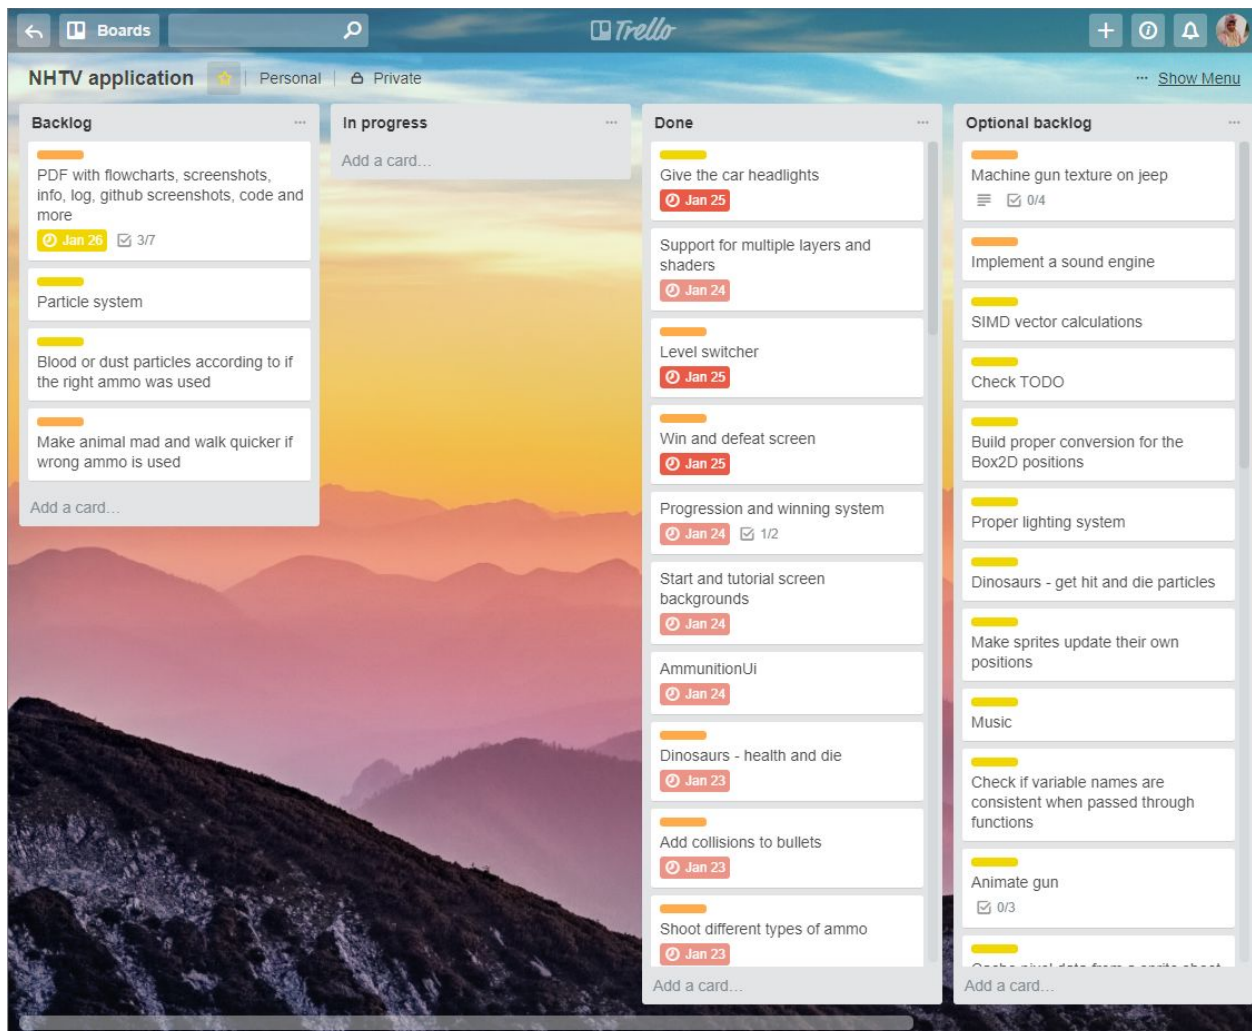 Boards
Trello
NHTV application
Personal
Private
... Show Menu
Backlog
PDF with flowcharts, screenshots,
info, log, github screenshots, code and
more
Jan 26 3/7
Particle system
Blood or dust particles according to if
the right ammo was used
Make animal mad and walk quicker if
wrong ammo is used
Add a card...
In progress
Add a card...
Done
Give the car headlights
Jan 25
Support for multiple layers and
shaders
Jan 24
Level switcher
Jan 25
Win and defeat screen
Jan 25
Progression and winning system
Jan 24 1/2
Start and tutorial screen
backgrounds
Jan 24
AmmunitionUi
Jan 24
Dinosaurs - health and die
Jan 23
Add collisions to bullets
Jan 23
Shoot different types of ammo
Jan 23
Add a card...
Optional backlog
Machine gun texture on jeep
0/4
Implement a sound engine
SIMD vector calculations
Check TODO
Build proper conversion for the
Box2D positions
Proper lighting system
Dinosaurs - get hit and die particles
Make sprites update their own
positions
Music
Check if variable names are
consistent when passed through
functions
Animate gun
0/3
Add a card...